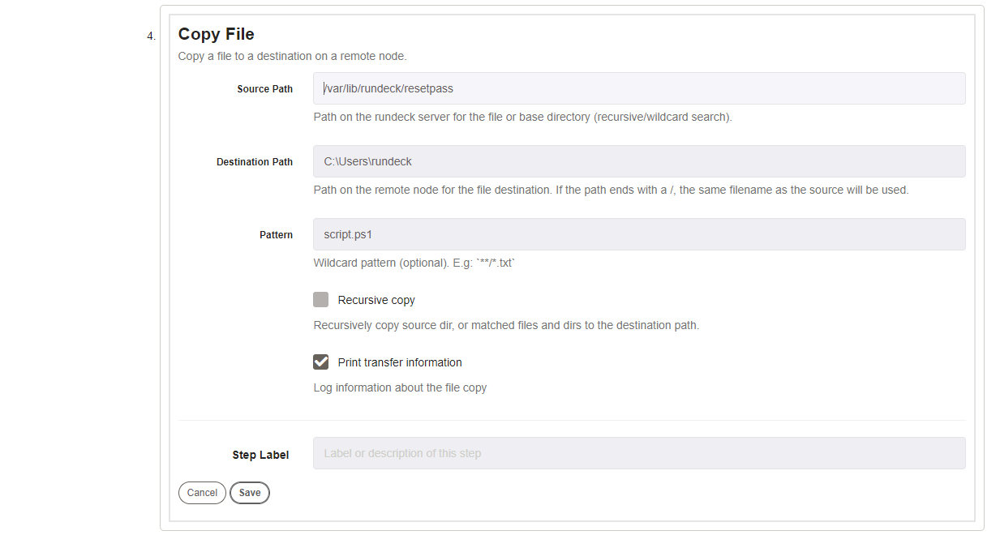 4.
Copy File
Copy a file to a destination on a remote node.
Source Path
/var/lib/rundeck/resetpass
Path on the rundeck server for the file or base directory (recursive/wildcard search).
Destination Path
C:\Users\rundeck
Path on the remote node for the file destination. If the path ends with a /, the same filename as the source will be used.
Pattern
script.ps1
Wildcard pattern (optional). E.g: `**/*.txt`
Recursive copy
Recursively copy source dir, or matched files and dirs to the destination path.
Print transfer information
Log information about the file copy
Step Label
Label or description of this step
Cancel Save